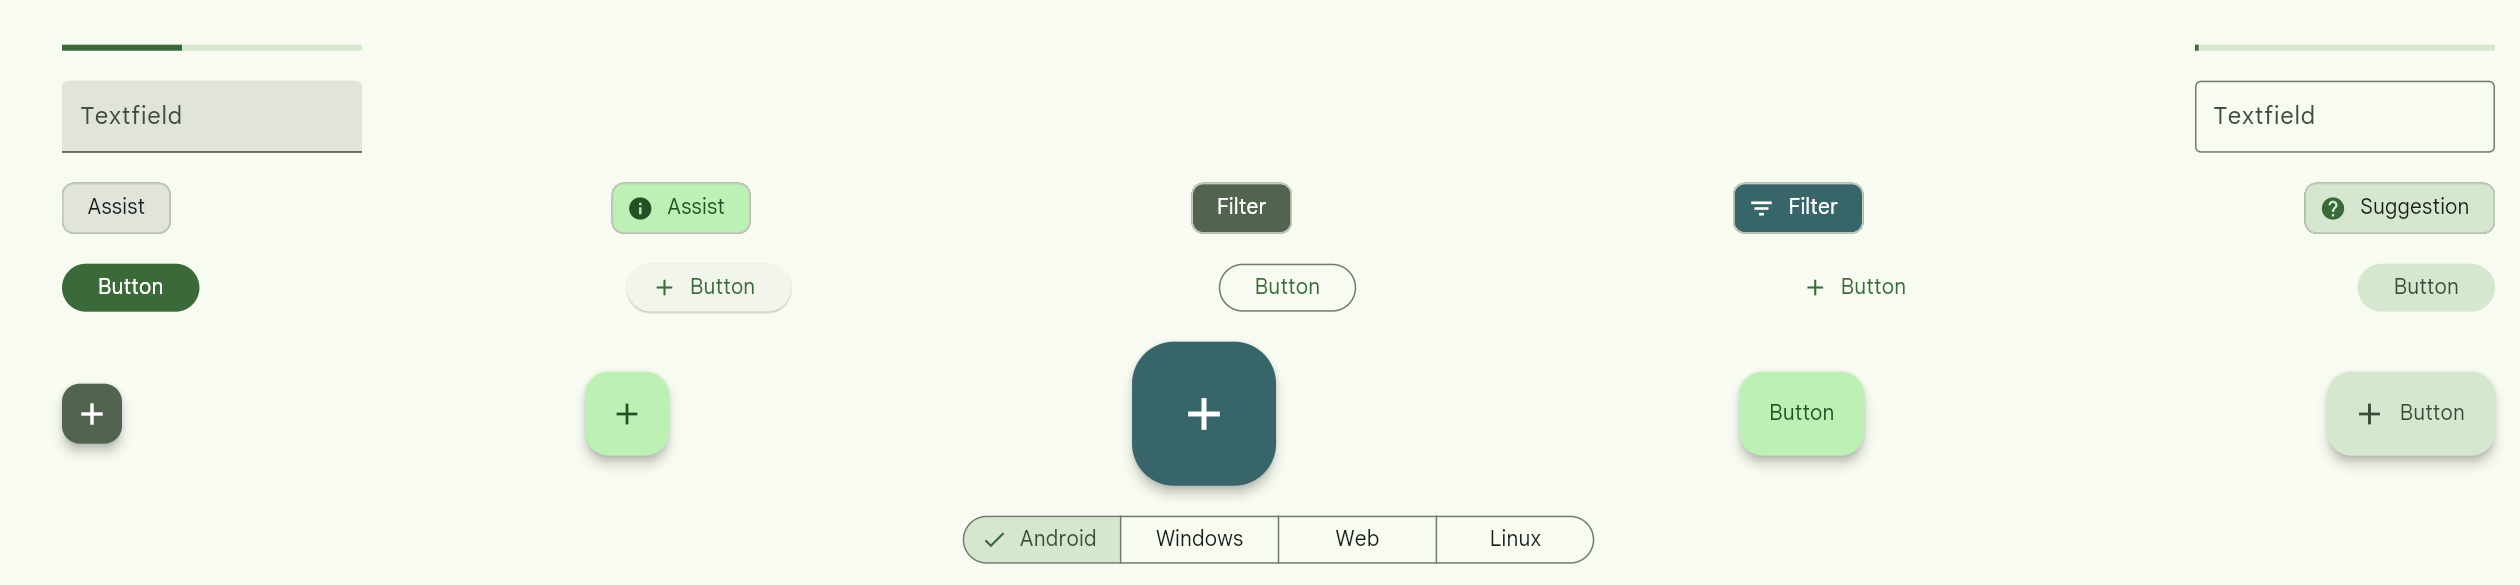 Textfield Textfield
Assist Assist Filter Filter Suggestion
Button Button Button Button Button
Button Button
Android Windows Web Linux